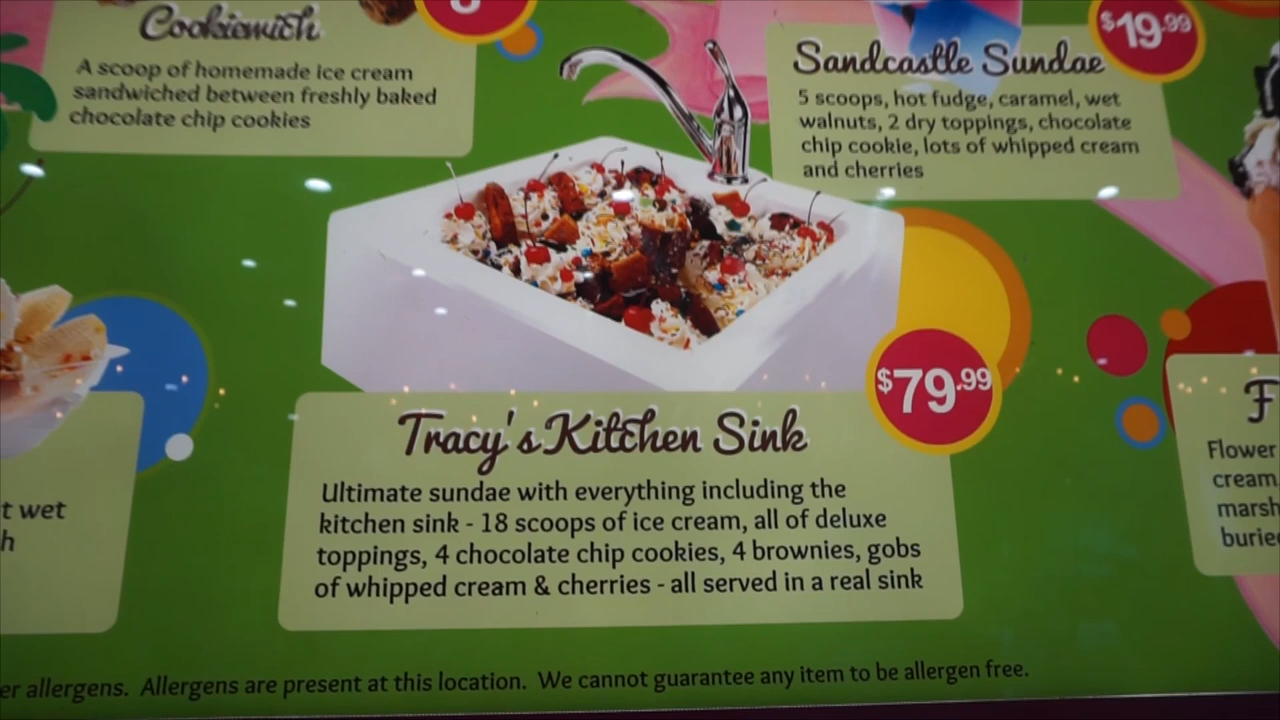 Cookiewich
8
A scoop of homemade ice cream
sandwiched between freshly baked
chocolate chip cookies
$19.99
Sandcastle Sundae
5 scoops, hot fudge, caramel, wet
walnuts, 2 dry toppings, chocolate
chip cookie, lots of whipped cream
and cherries
$79.99
Tracy's Kitchen Sink
Ultimate sundae with everything including the
kitchen sink - 18 scoops of ice cream, all of deluxe
toppings, 4 chocolate chip cookies, 4 brownies, gobs
of whipped cream & cherries - all served in a real sink
t wet
h
F
Flower
cream,
marsh
burie
er allergens. Allergens are present at this location. We cannot guarantee any item to be allergen free.